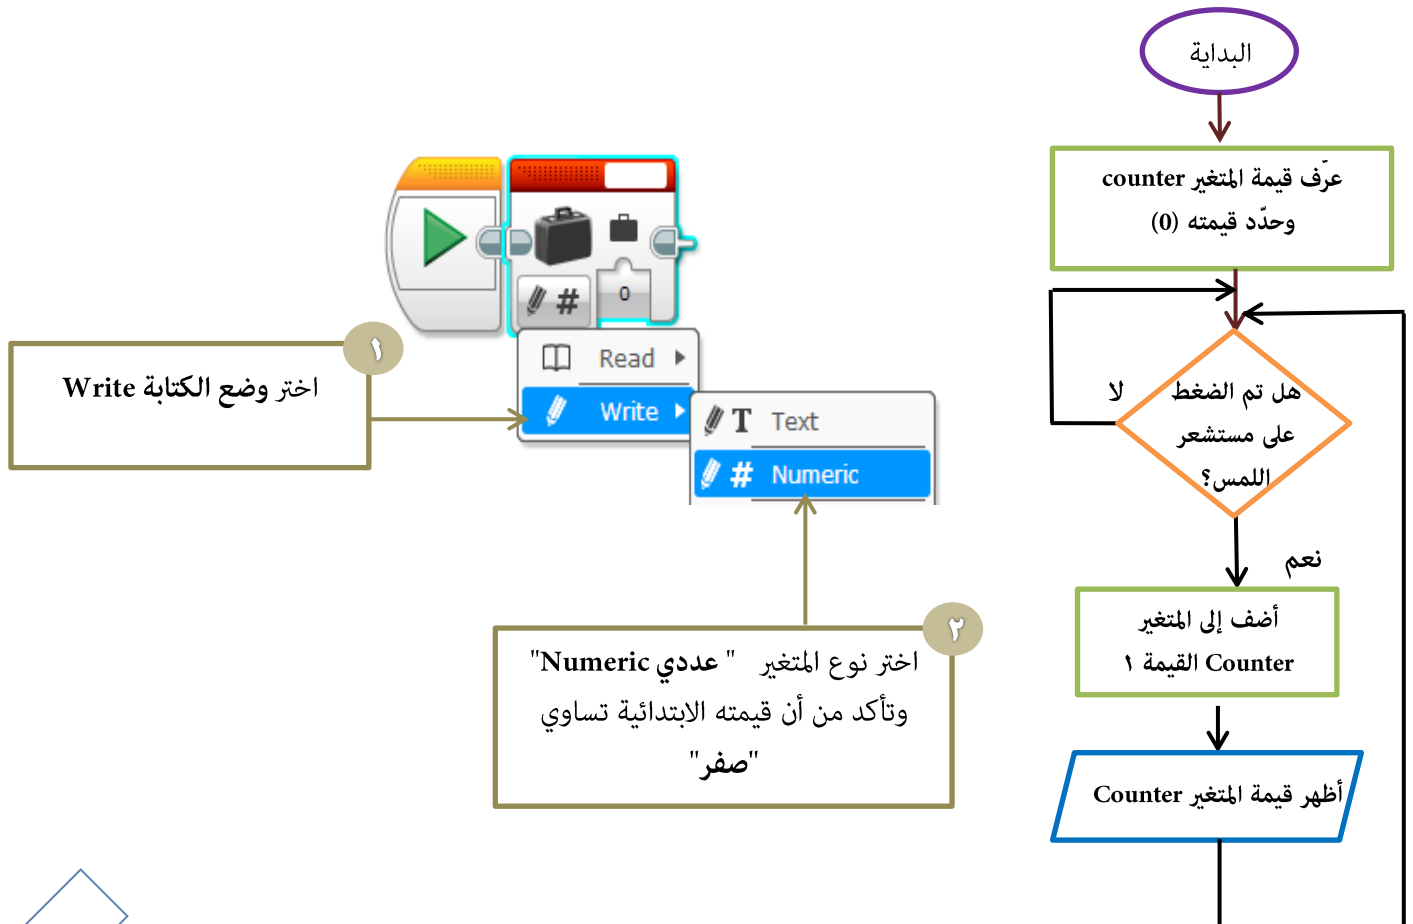 البداية
عرّف قيمة المتغير counter
وحدّد قيمته (0)
هل تم الضغط
على مستشعر
اللمس؟
لا
نعم
أضف إلى المتغير
Counter القيمة ١
أظهر قيمة المتغير Counter
0
#
Read
Write
T Text
# Numeric
١
اختر وضع الكتابة Write
٢
اختر نوع المتغير " عددي Numeric"
وتأكد من أن قيمته الابتدائية تساوي
"صفر"